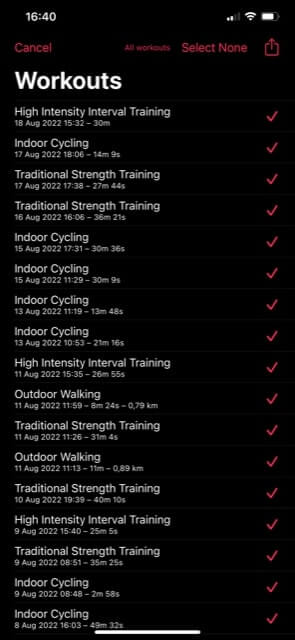 16:40
Cancel
All workouts
Select None
Workouts
High Intensity Interval Training
18 Aug 2022 15:32 – 30m
Indoor Cycling
17 Aug 2022 18:06 – 14m 9s
Traditional Strength Training
17 Aug 2022 17:38 – 27m 44s
Traditional Strength Training
16 Aug 2022 16:06 – 36m 21s
Indoor Cycling
15 Aug 2022 17:31 – 30m 36s
Indoor Cycling
15 Aug 2022 11:29 – 30m 9s
Indoor Cycling
13 Aug 2022 11:19 – 13m 48s
Indoor Cycling
13 Aug 2022 10:53 – 21m 16s
High Intensity Interval Training
11 Aug 2022 15:35 – 26m 55s
Outdoor Walking
11 Aug 2022 11:59 – 8m 24s – 0,79 km
Traditional Strength Training
11 Aug 2022 11:26 – 31m 4s
Outdoor Walking
11 Aug 2022 11:13 – 11m – 0,89 km
Traditional Strength Training
10 Aug 2022 19:39 – 40m 10s
High Intensity Interval Training
9 Aug 2022 15:40 – 25m 5s
Traditional Strength Training
9 Aug 2022 08:51 – 35m 25s
Indoor Cycling
9 Aug 2022 08:48 – 2m 58s
Indoor Cycling
8 Aug 2022 16:03 – 49m 32s